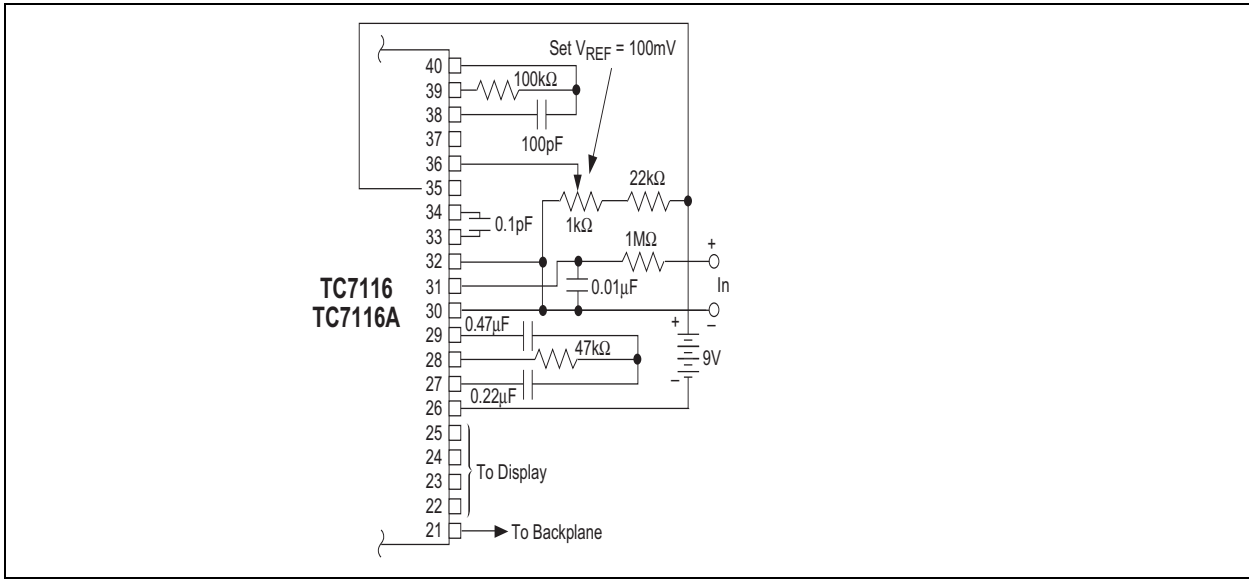 Set VREF = 100mV
40
39
100kΩ
38
100pF
37
36
35
22kΩ
1kΩ
34
0.1pF
33
32
1MΩ
+
31
0.01µF
In
TC7116
TC7116A
30
–
29
0.47µF
+
28
47kΩ
9V
27
0.22µF
–
26
25
24
To Display
23
22
21
To Backplane